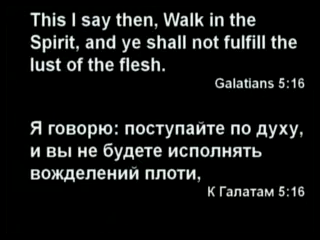 This I say then, Walk in the
Spirit, and ye shall not fulfill the
lust of the flesh.
Galatians 5:16
Я говорю: поступайте по духу,
и вы не будете исполнять
вожделений плоти,
К Галатам 5:16